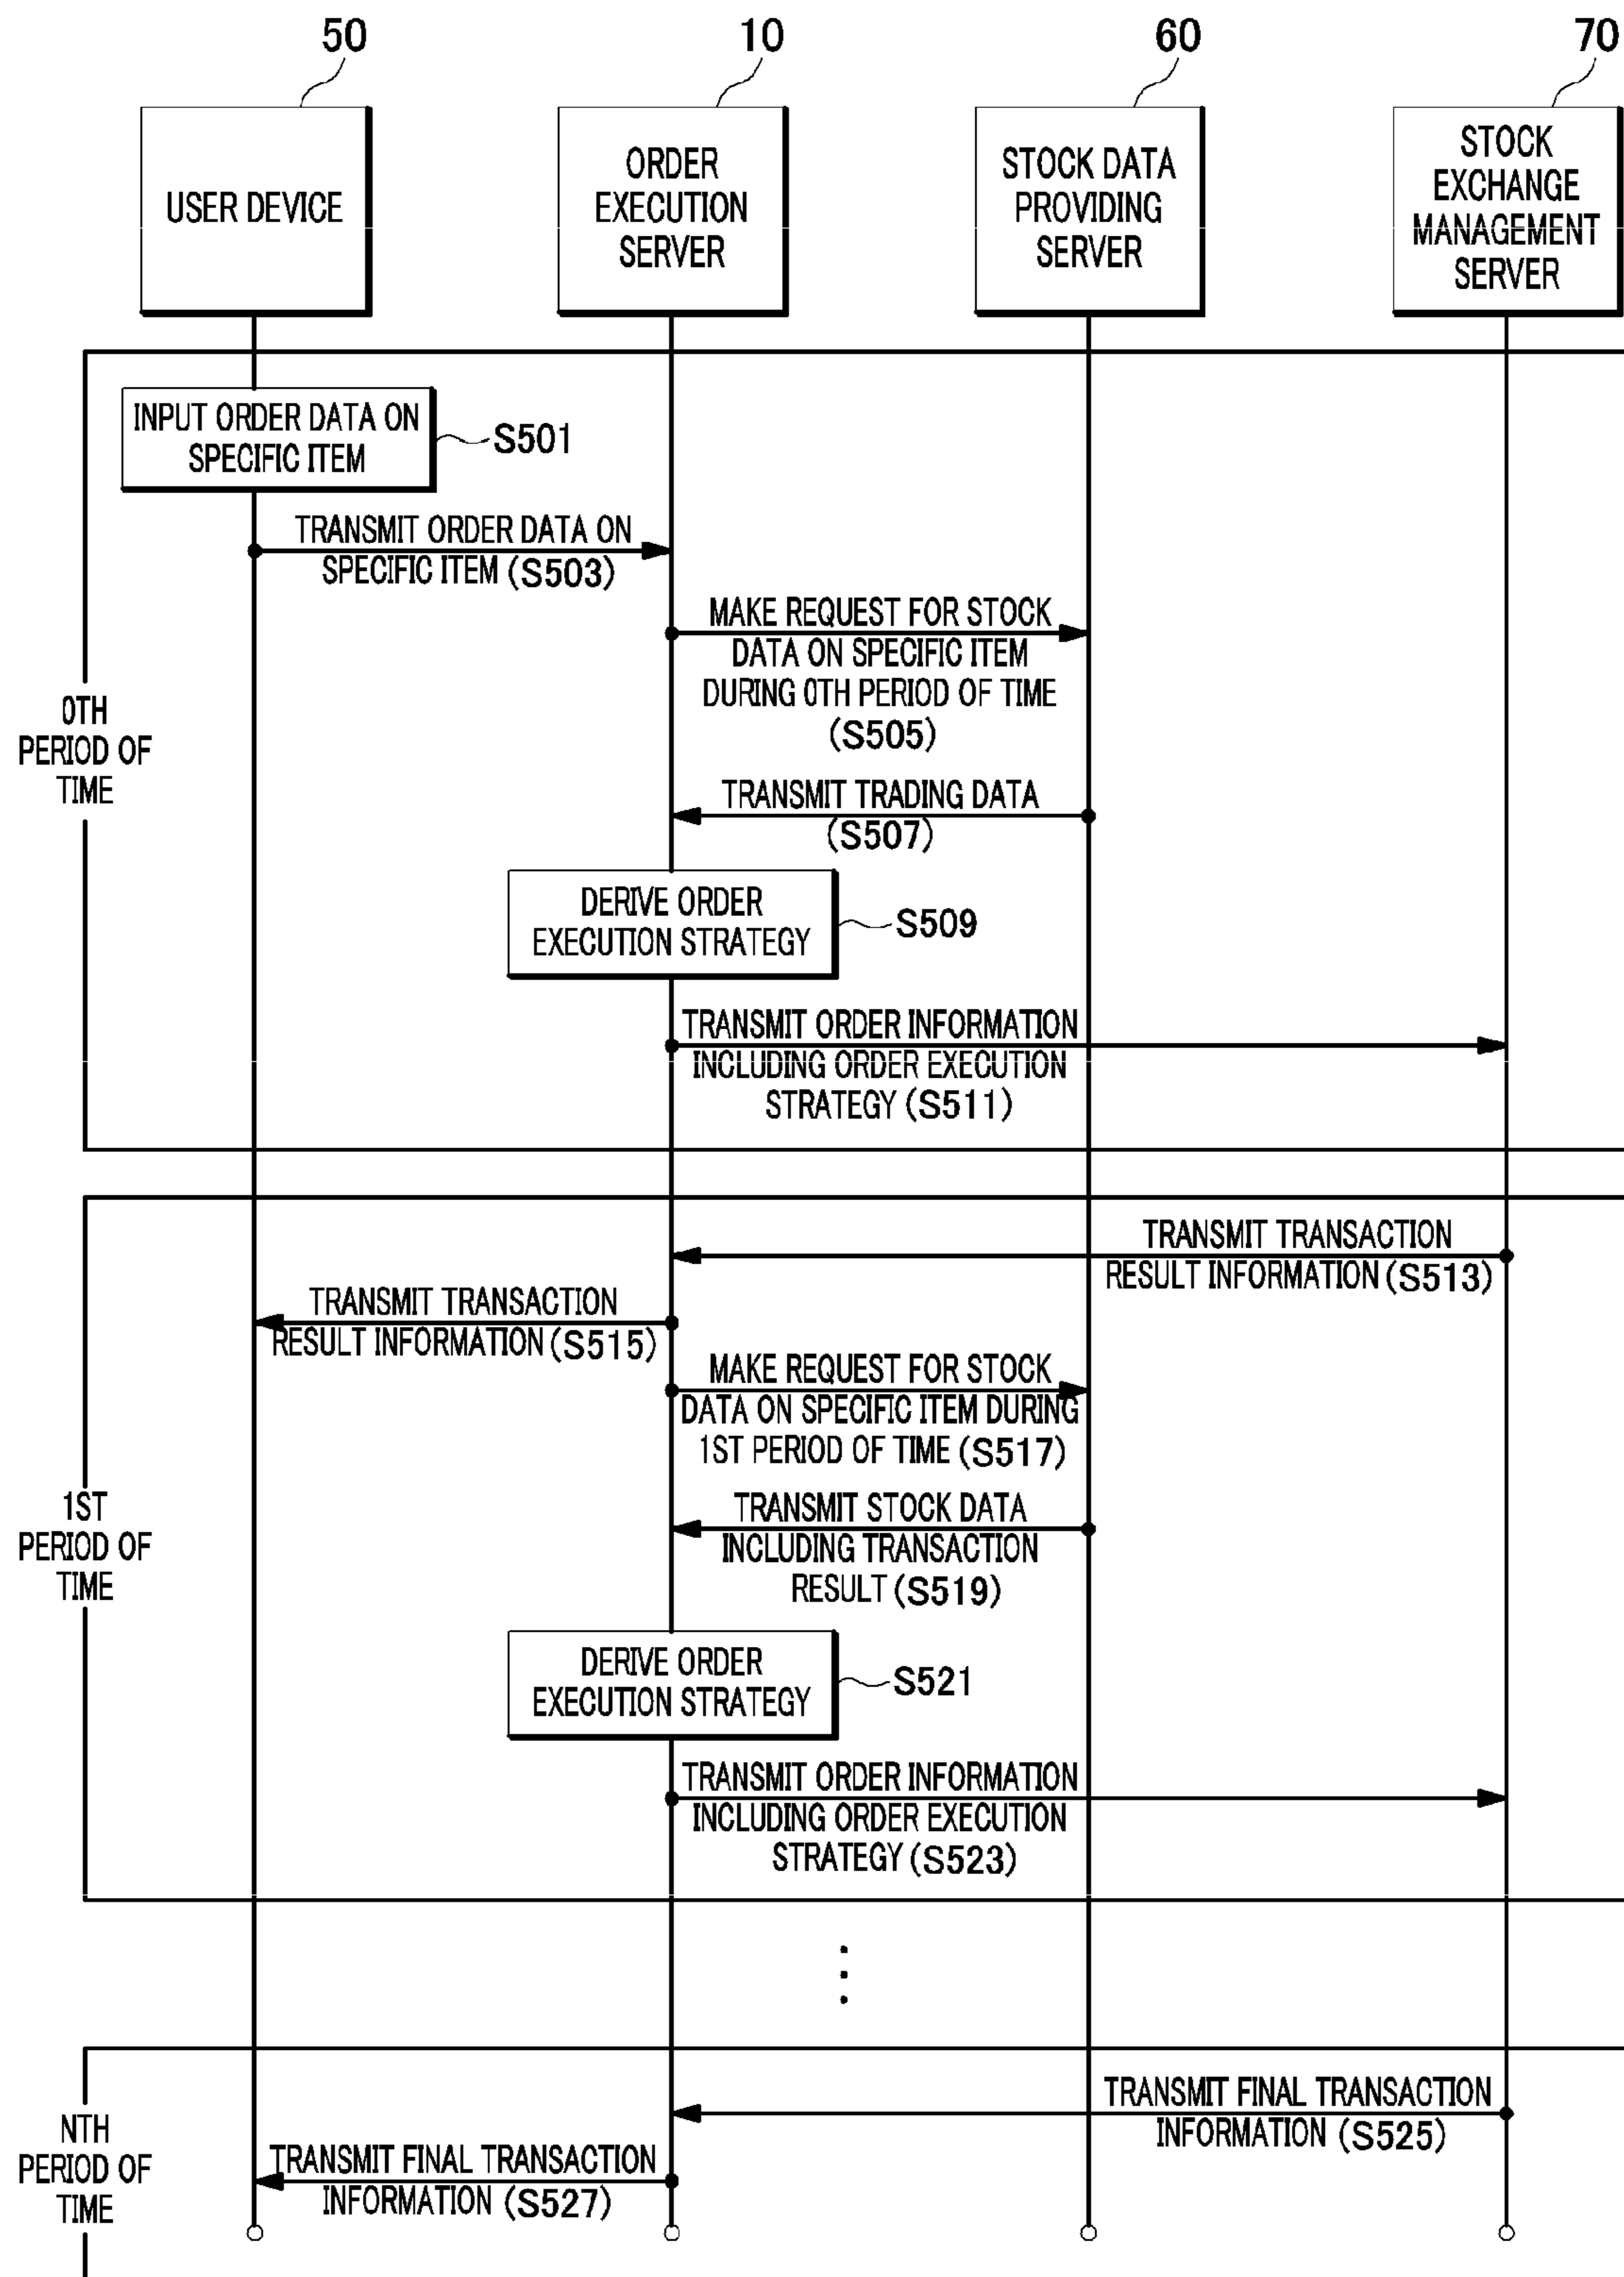 50
10
60
70
USER DEVICE
ORDER
EXECUTION
SERVER
STOCK DATA
PROVIDING
SERVER
STOCK
EXCHANGE
MANAGEMENT
SERVER
0TH
PERIOD OF
TIME
INPUT ORDER DATA ON
SPECIFIC ITEM
S501
TRANSMIT ORDER DATA ON
SPECIFIC ITEM (S503)
MAKE REQUEST FOR STOCK
DATA ON SPECIFIC ITEM
DURING 0TH PERIOD OF TIME
(S505)
TRANSMIT TRADING DATA
(S507)
DERIVE ORDER
EXECUTION STRATEGY
S509
TRANSMIT ORDER INFORMATION
INCLUDING ORDER EXECUTION
STRATEGY (S511)
1ST
PERIOD OF
TIME
TRANSMIT TRANSACTION
RESULT INFORMATION (S513)
TRANSMIT TRANSACTION
RESULT INFORMATION (S515)
MAKE REQUEST FOR STOCK
DATA ON SPECIFIC ITEM DURING
1ST PERIOD OF TIME (S517)
TRANSMIT STOCK DATA
INCLUDING TRANSACTION
RESULT (S519)
DERIVE ORDER
EXECUTION STRATEGY
S521
TRANSMIT ORDER INFORMATION
INCLUDING ORDER EXECUTION
STRATEGY (S523)
NTH
PERIOD OF
TIME
TRANSMIT FINAL TRANSACTION
INFORMATION (S525)
TRANSMIT FINAL TRANSACTION
INFORMATION (S527)